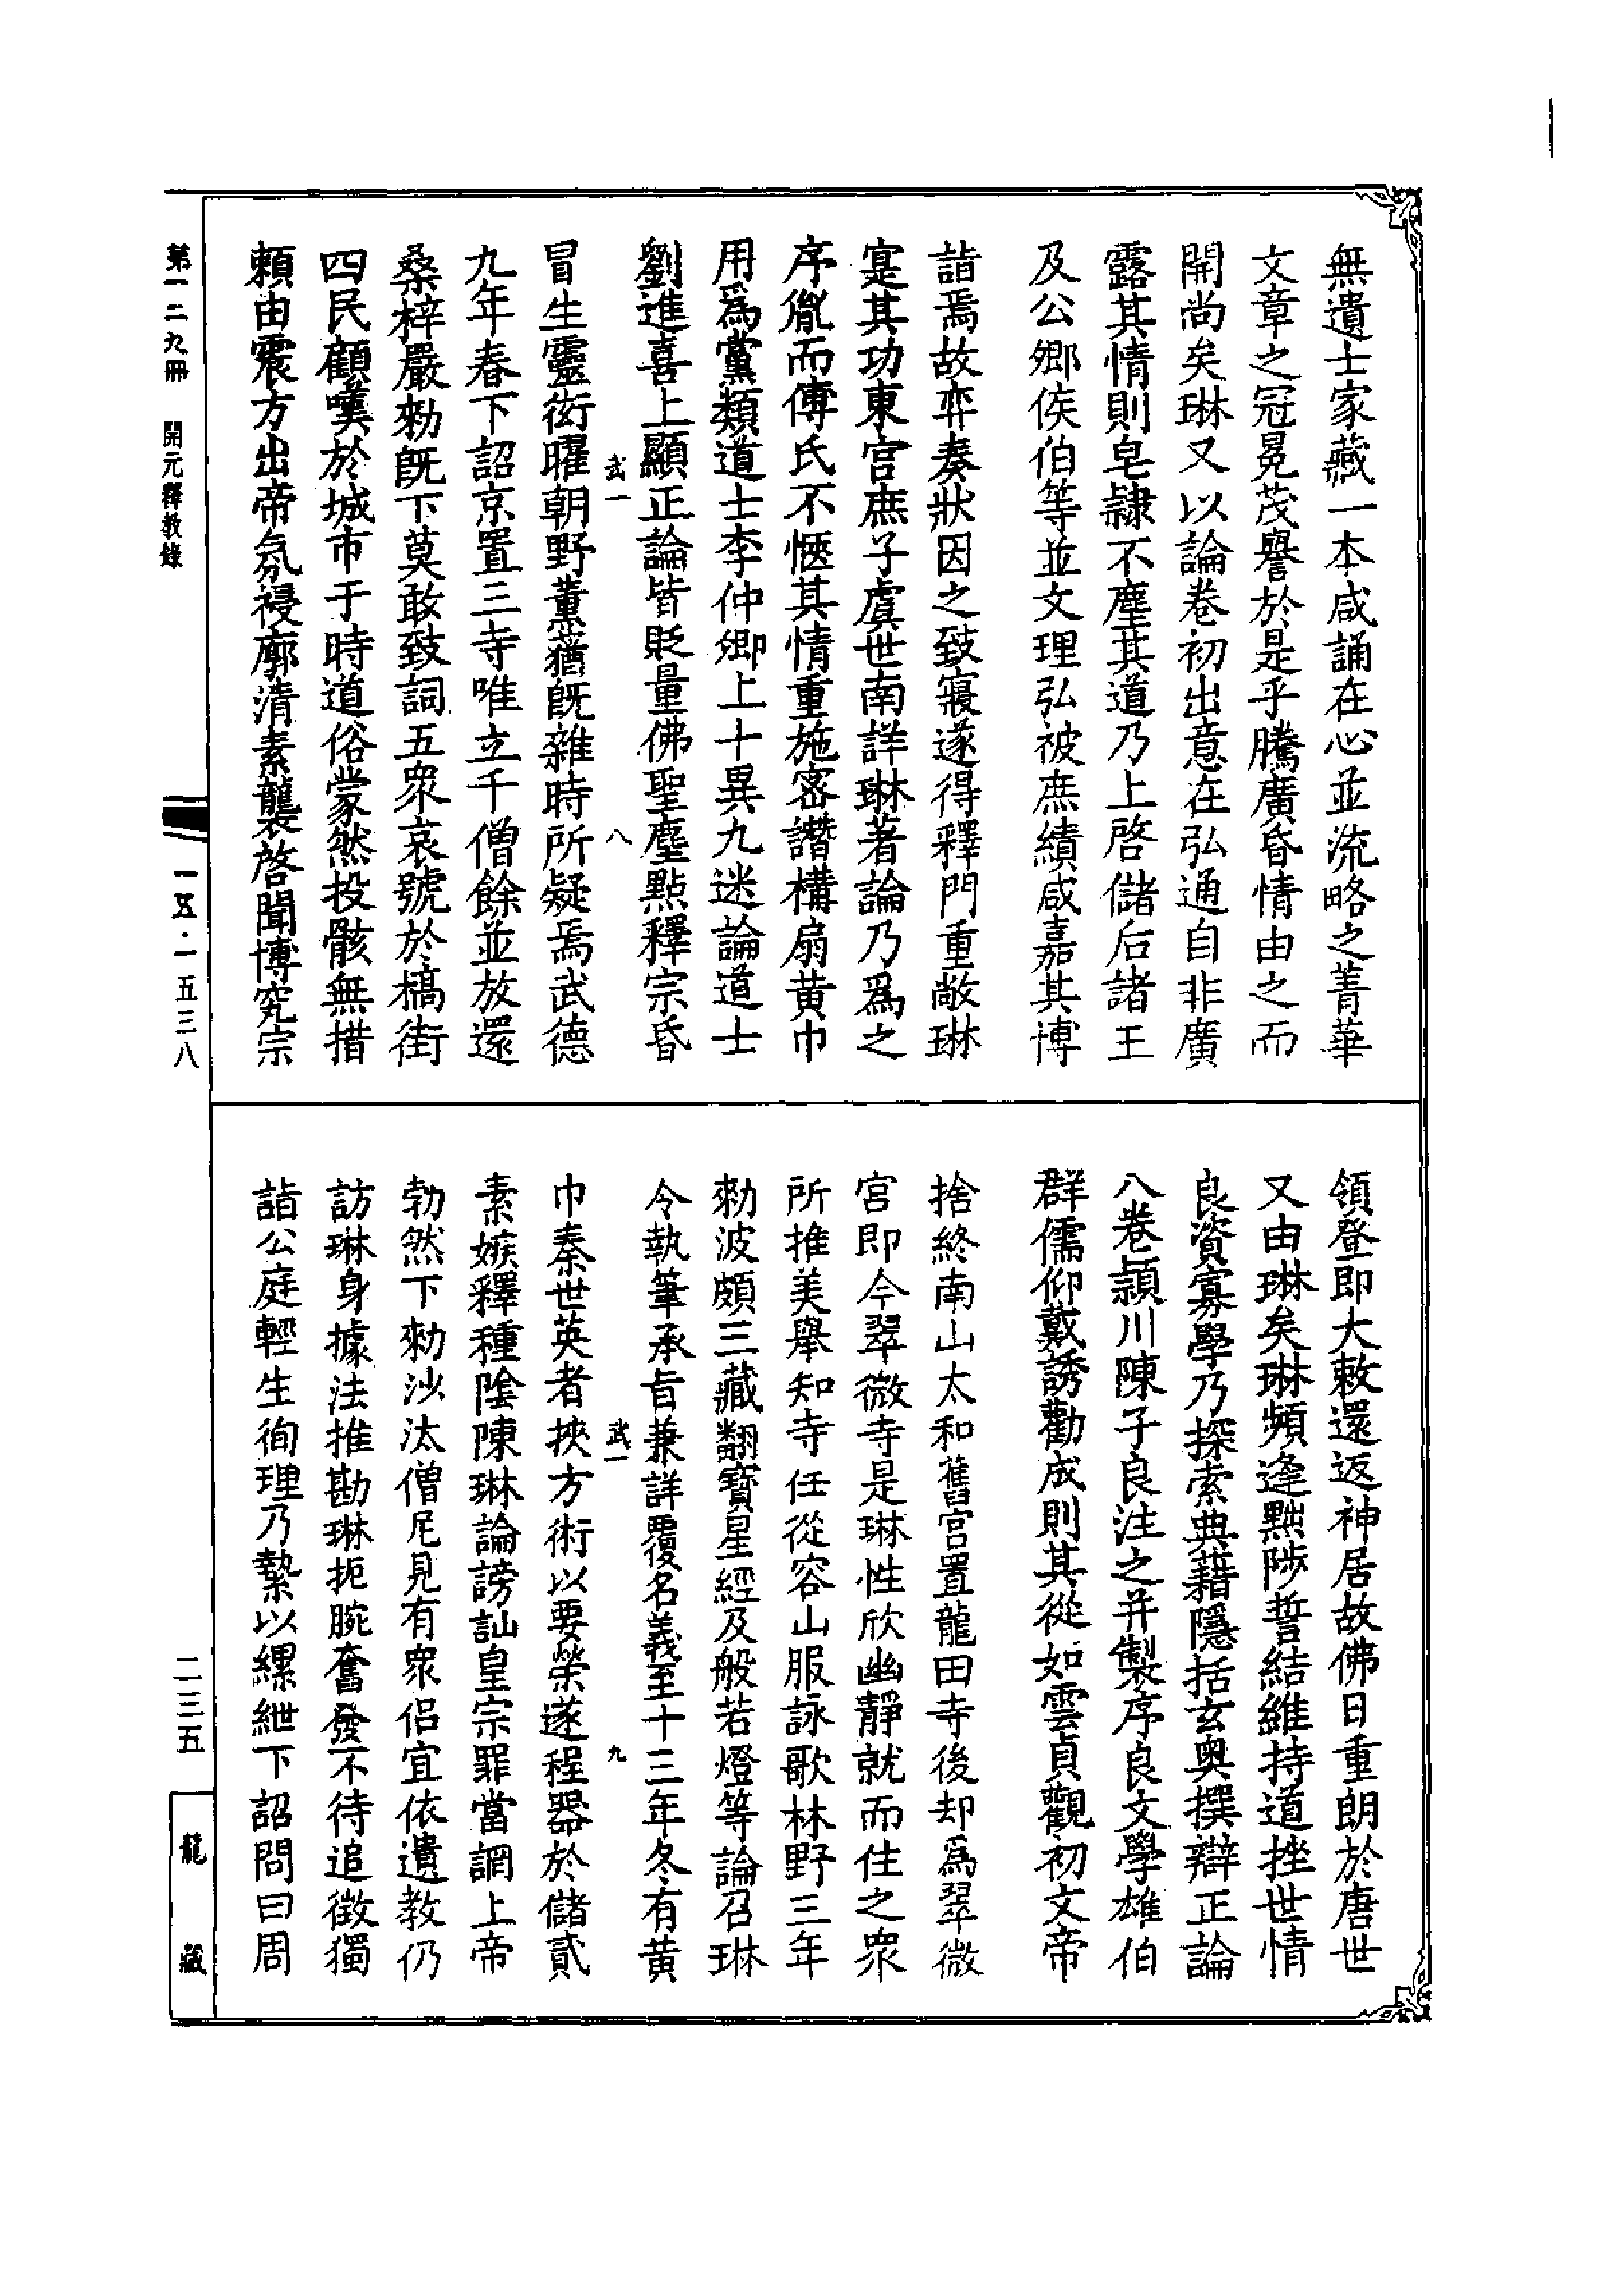 無遺士家藏一本咸誦在心並流略之菁華
文章之冠冕茂譽於是乎騰廣昏情由之而
開尚矣琳又以論卷初出意在弘通自非廣
露其情則皂隷不塵其道乃上啓儲后諸王
及公卿侯伯等並文理弘被庶績咸嘉其博
詣焉故弈奏狀因之致寢遂得釋門重敞琳
寔其功東宮庶子虞世南詳琳著論乃爲之
序胤而傅氏不愜其情重施密譖構扇黄巾
用爲黨類道士李仲卿上十異九迷論道士
劉進喜上顯正論皆貶量佛聖塵點釋宗昏
武一
八
冒生靈衒曜朝野薰蕕旣雜時所疑焉武德
九年春下詔京置三寺唯立千僧餘並放還
桑梓嚴勑旣下莫敢致詞五衆哀號於槁街
四民顧嘆於城市于時道俗蒙然投骸無措
賴由震方出帝氛祲廓清素襲啓聞博究宗
領登即大赦還返神居故佛日重朗於唐世
又由琳矣琳頻逢黜陟誓結維持道挫世情
良資寡學乃探索典藉隱括玄奥撰辯正論
八卷潁川陳子良注之并製序良文學雄伯
群儒仰戴誘勸成則其從如雲貞觀初文帝
捨終南山太和舊宮置龍田寺後却爲翠微
宮即今翠微寺是琳性欣幽靜就而住之衆
所推美舉知寺任從容山服詠歌林野三年
勑波頗三藏翻寶星經及般若燈等論召琳
令執筆承旨兼詳覆名義至十三年冬有黄
武一
九
巾秦世英者挾方術以要榮遂程器於儲貳
素嫉釋種陰陳琳論謗訕皇宗罪當誷上帝
勃然下勑沙汰僧尼見有衆侶宜依遺教仍
訪琳身據法推勘琳扼腕奮發不待追徵獨
詣公庭輕生徇理乃縶以縲紲下詔問曰周
第一二九冊 開元釋教錄
一五·一五三八
二三五
龍藏